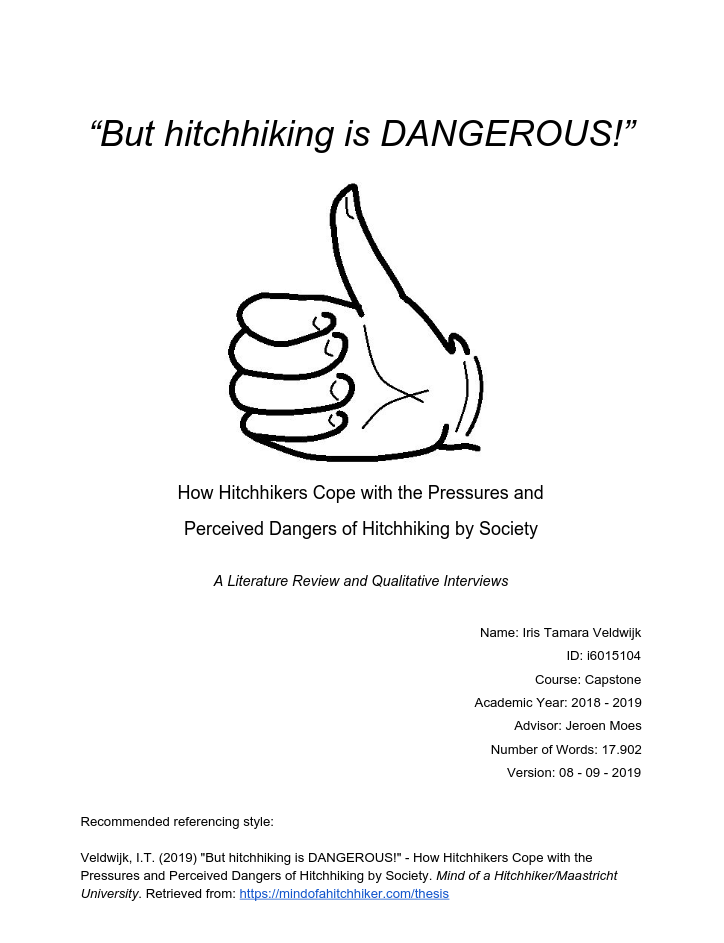 “But hitchhiking is DANGEROUS!”
How Hitchhikers Cope with the Pressures and
Perceived Dangers of Hitchhiking by Society
A Literature Review and Qualitative Interviews
Name: Iris Tamara Veldwijk
ID: i6015104
Course: Capstone
Academic Year: 2018 - 2019
Advisor: Jeroen Moes
Number of Words: 17.902
Version: 08 - 09 - 2019
Recommended referencing style:
Veldwijk, I.T. (2019) "But hitchhiking is DANGEROUS!" - How Hitchhikers Cope with the
Pressures and Perceived Dangers of Hitchhiking by Society. Mind of a Hitchhiker/Maastricht
University. Retrieved from: https://mindofahitchhiker.com/thesis